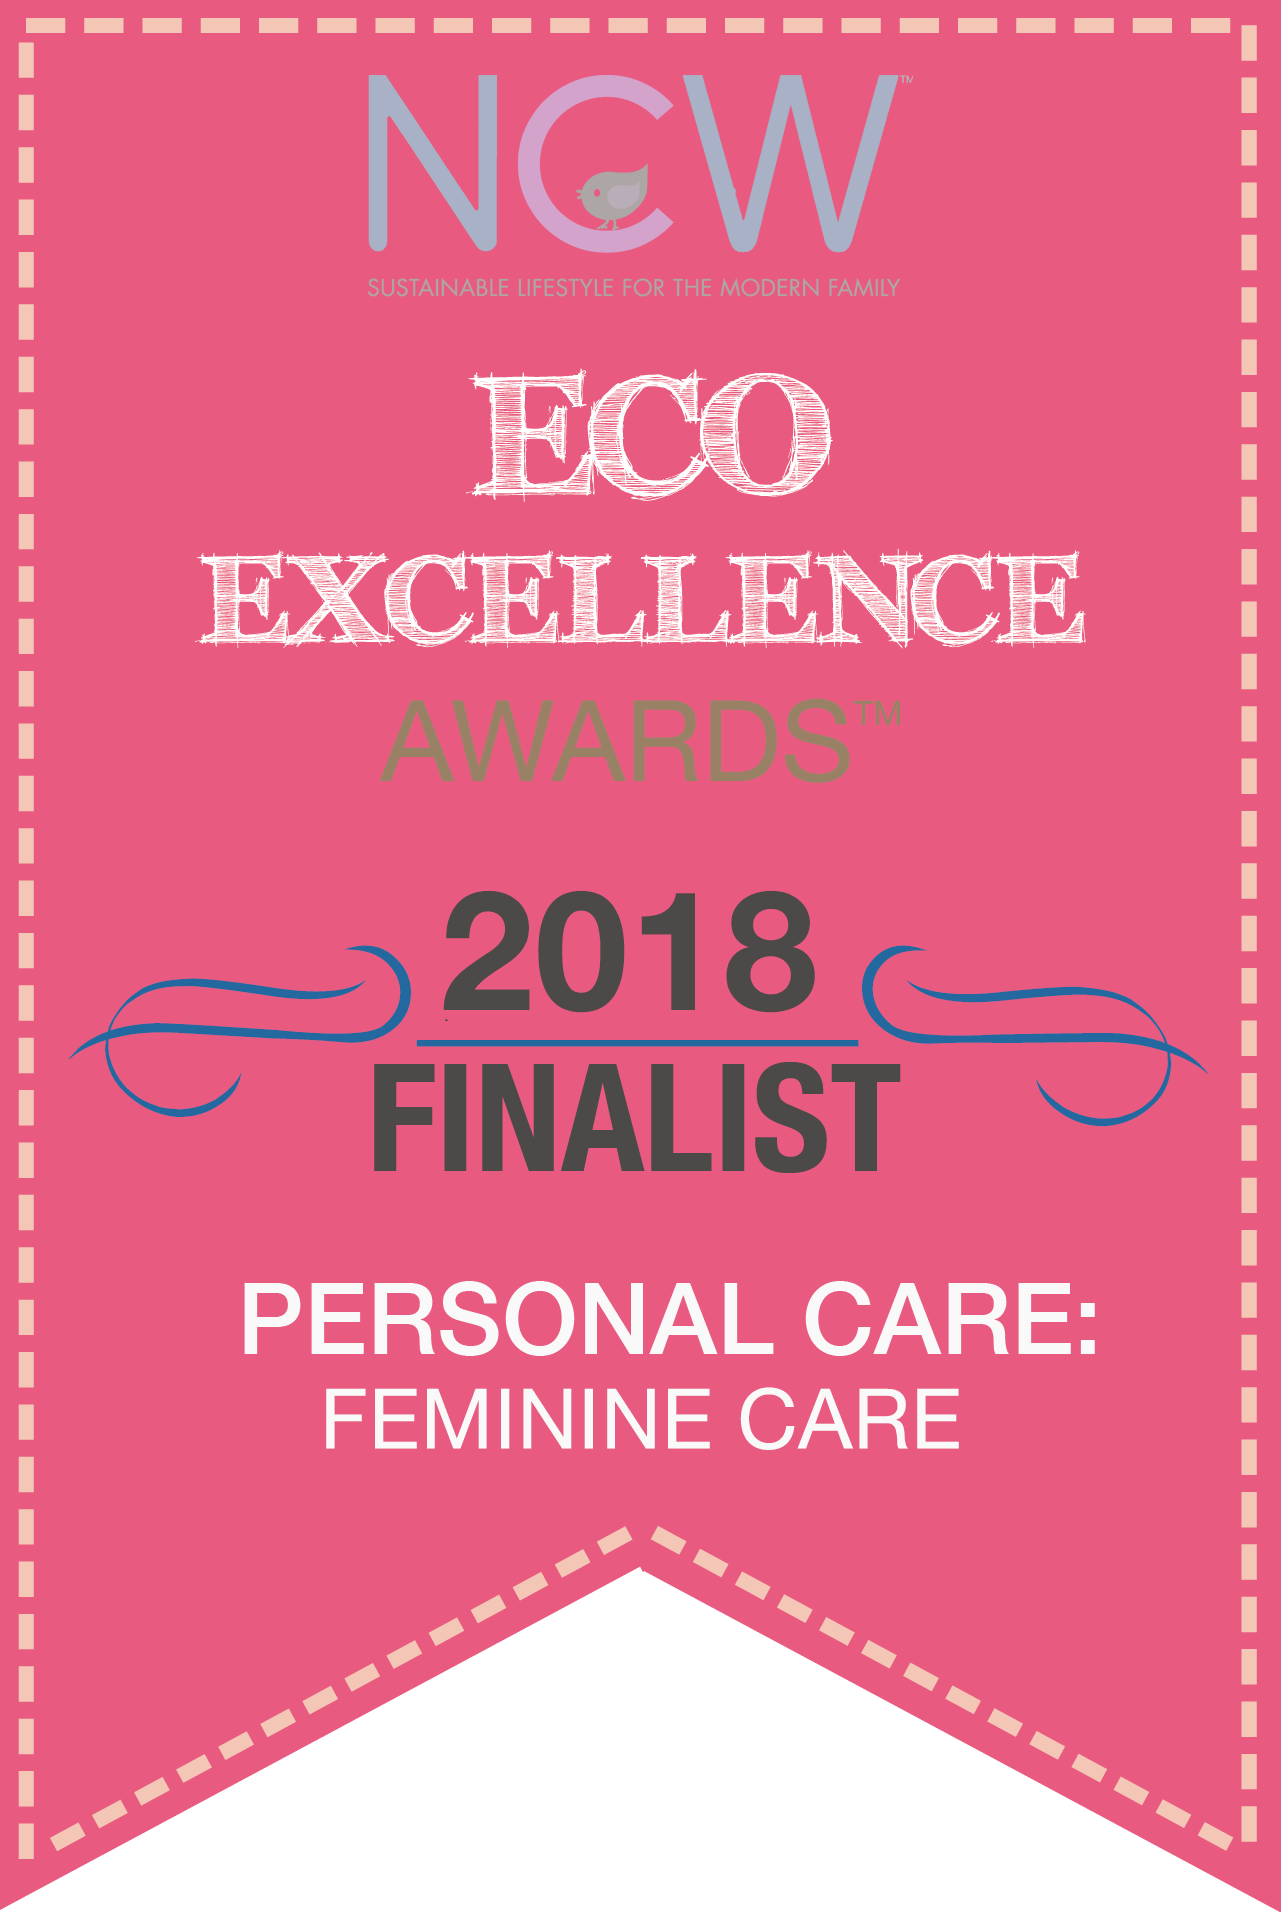 NCW™
SUSTAINABLE LIFESTYLE FOR THE MODERN FAMILY
ECO
EXCELLENCE
AWARDS™
2018
FINALIST
PERSONAL CARE:
FEMININE CARE